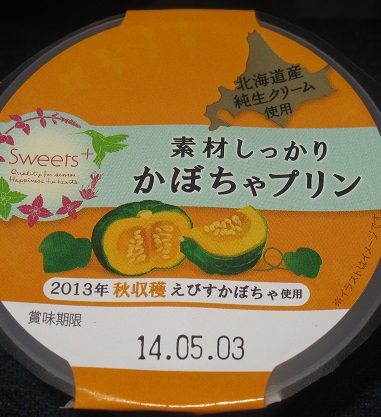 北海道産
純生クリーム
使用
Sweets+
Quality for senses
Happiness to hearts
素材しっかり
かぼちゃプリン
2013年 秋収穫 えびすかぼちゃ使用
※イラストはイメージです
賞味期限
14.05.03